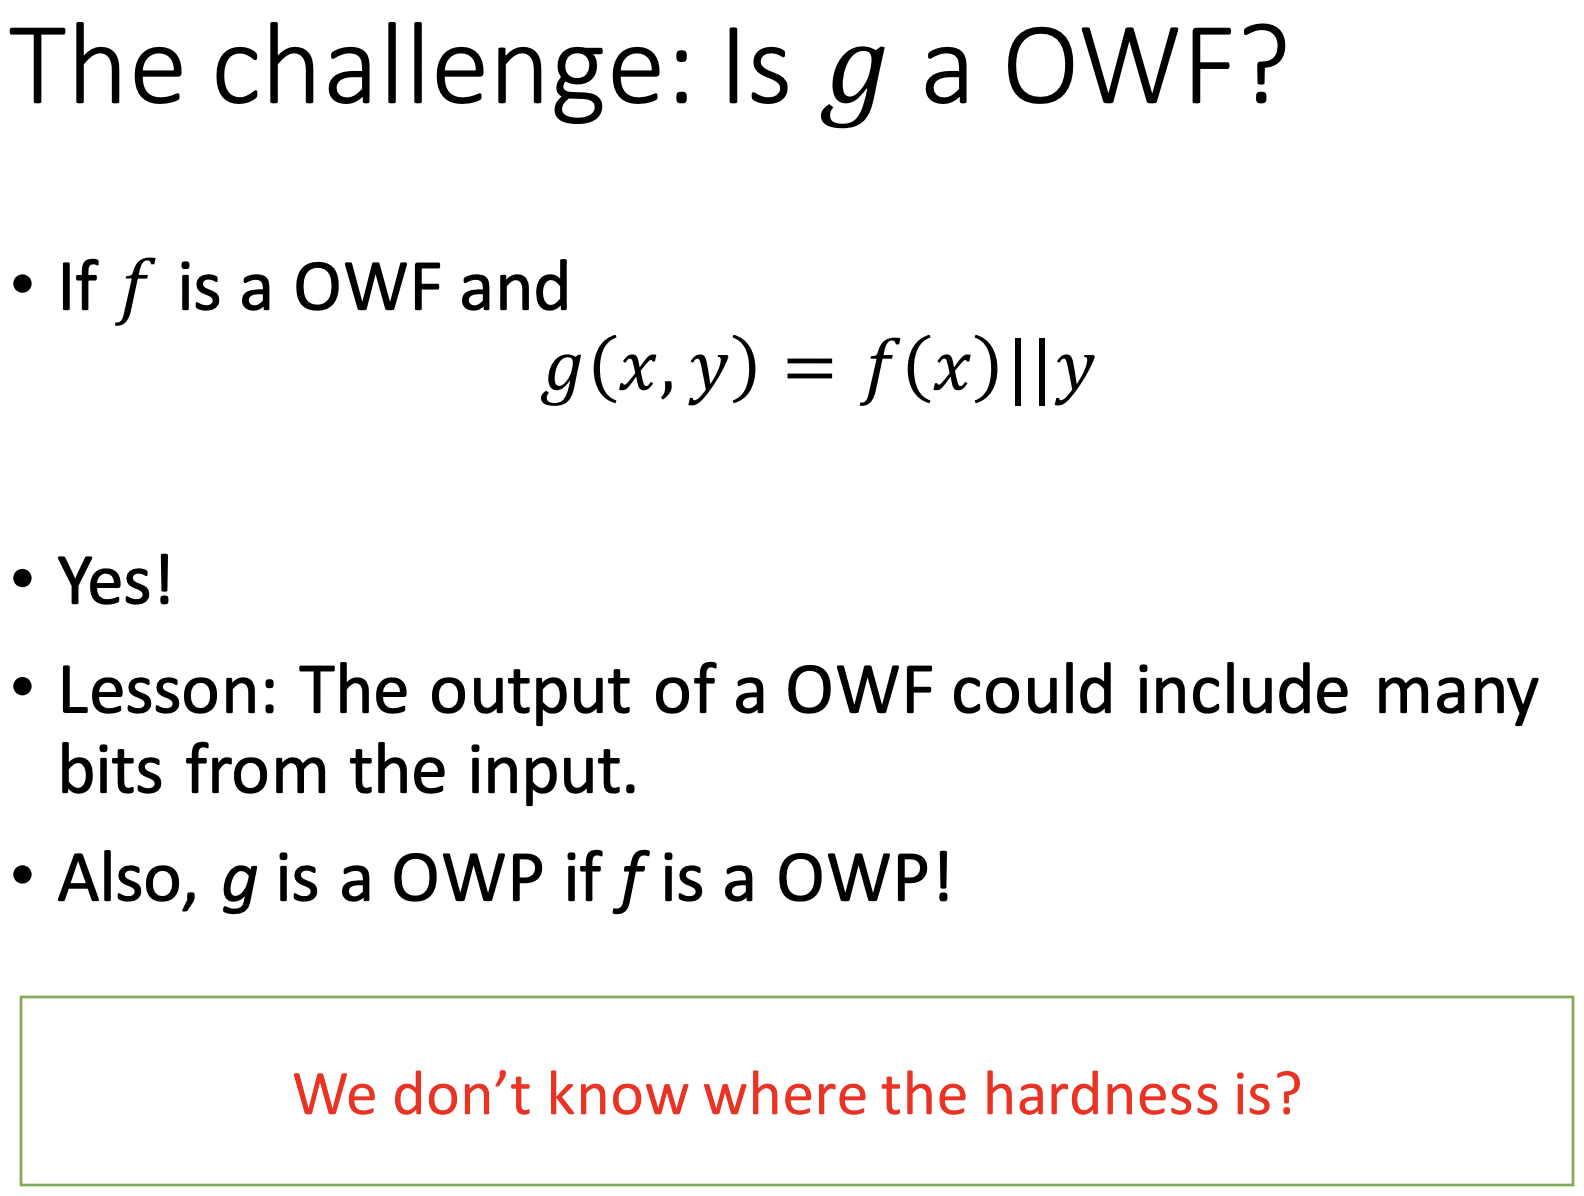 The challenge: Is 𝑔 a OWF?
• If 𝑓 is a OWF and
𝑔(𝑥, 𝑦) = 𝑓(𝑥)||𝑦
• Yes!
• Lesson: The output of a OWF could include many
bits from the input.
• Also, g is a OWP if f is a OWP!
We don’t know where the hardness is?